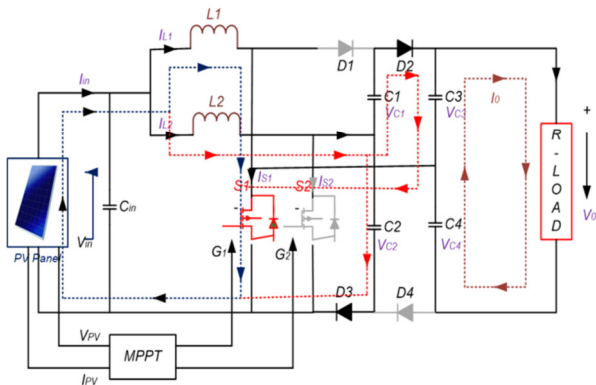 L1
IL1
D1
D2
Iin
L2
C1
C3
I0
VC1
VC3
IL2
+
R-LOAD
IS1
S1
S2
IS2
Cin
C2
C4
V0
Vin
VC2
VC4
PV Panel
G1
G2
-
D3
D4
VPV
MPPT
IPV